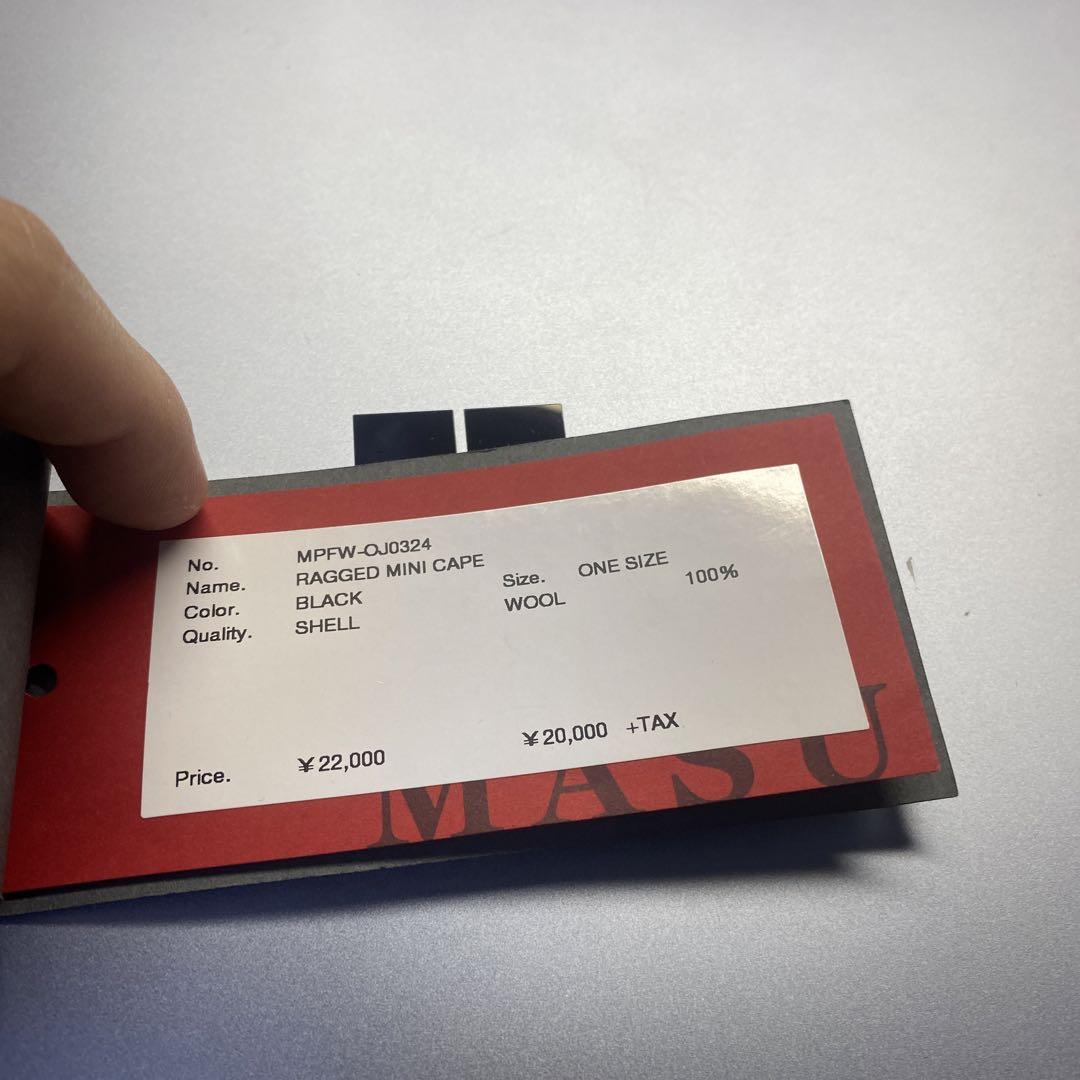 No. MPFW-OJ0324
Name. RAGGED MINI CAPE
Color. BLACK Size. ONE SIZE
Quality. SHELL WOOL 100%
Price. ¥22,000 ¥20,000 +TAX
MASU